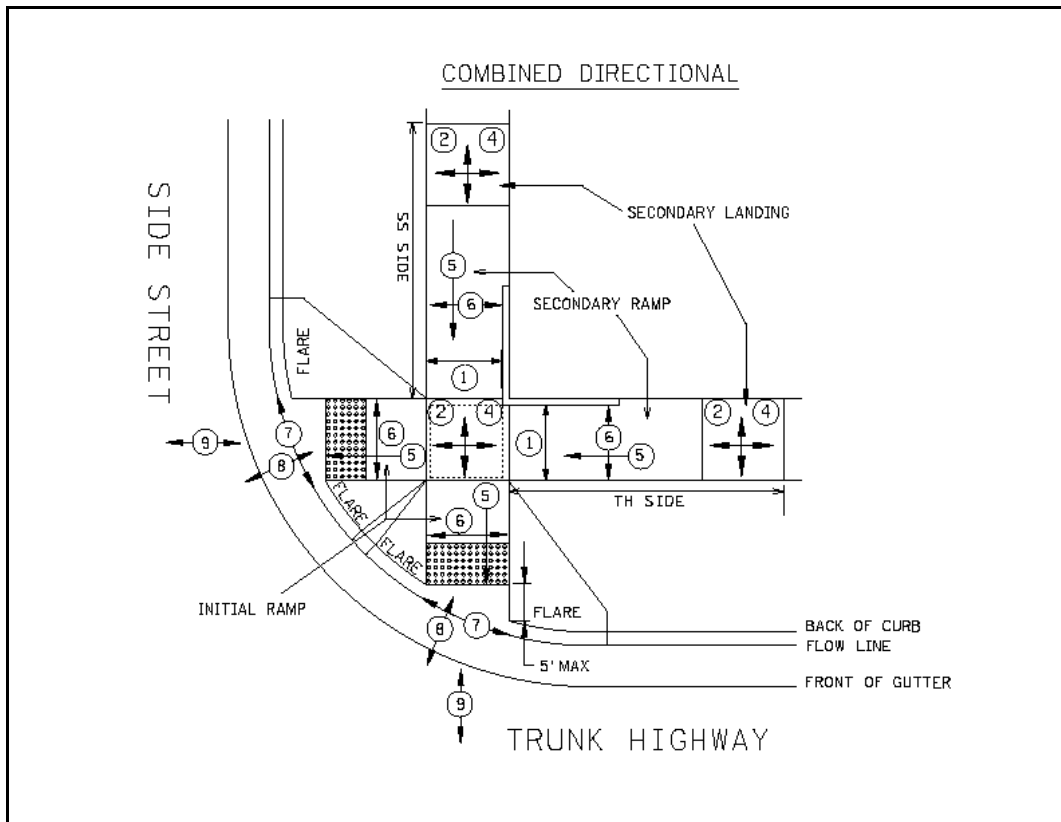 COMBINED DIRECTIONAL
2 4
SIDE STREET
SS SIDE
SECONDARY LANDING
5
6
SECONDARY RAMP
FLARE
1
2 4
2 4
7
6
1
6
9
8
5
5
FLARE
5
TH SIDE
6
FLARE
INITIAL RAMP
FLARE
7
8
BACK OF CURB
FLOW LINE
5' MAX
FRONT OF GUTTER
9
TRUNK HIGHWAY